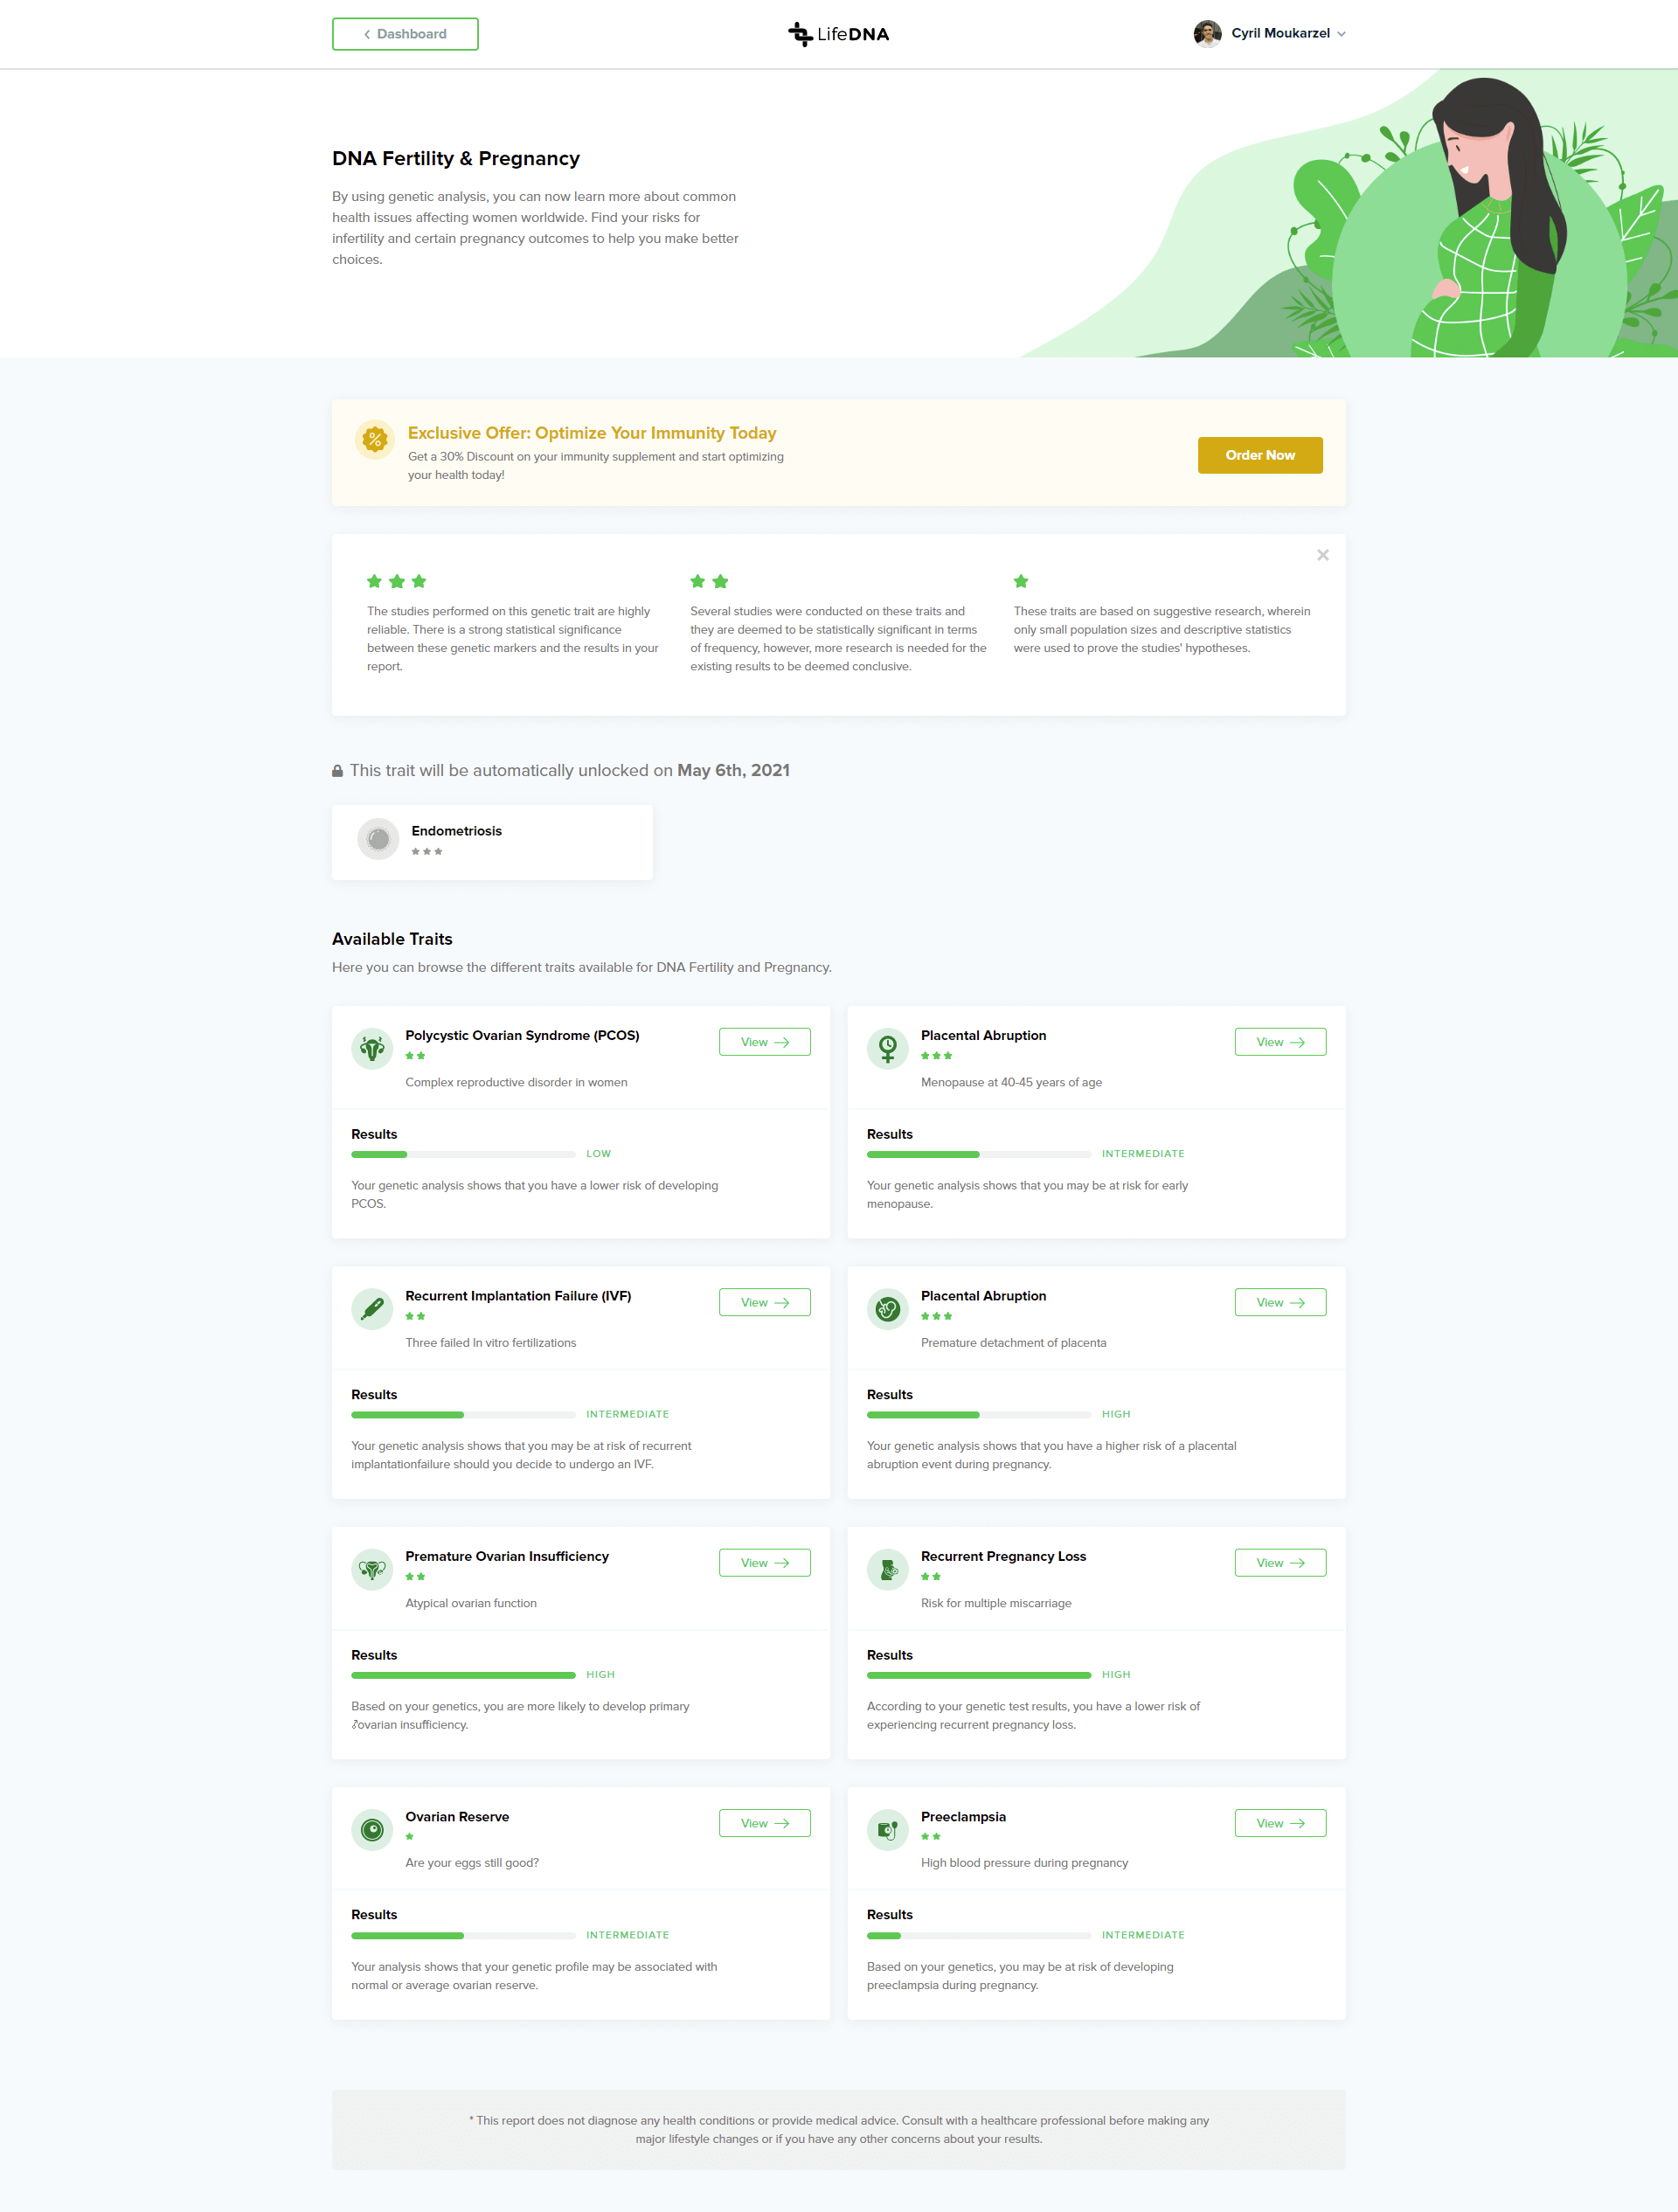 Dashboard
LifeDNA
Cyril Moukarzel
DNA Fertility & Pregnancy
By using genetic analysis, you can now learn more about common
health issues affecting women worldwide. Find your risks for
infertility and certain pregnancy outcomes to help you make better
choices.
Exclusive Offer: Optimize Your Immunity Today
Get a 30% Discount on your immunity supplement and start optimizing
your health today!
Order Now
The studies performed on this genetic trait are highly
reliable. There is a strong statistical significance
between these genetic markers and the results in your
report.
Several studies were conducted on these traits and
they are deemed to be statistically significant in terms
of frequency, however, more research is needed for the
existing results to be deemed conclusive.
These traits are based on suggestive research, wherein
only small population sizes and descriptive statistics
were used to prove the studies' hypotheses.
This trait will be automatically unlocked on May 6th, 2021
Endometriosis
Available Traits
Here you can browse the different traits available for DNA Fertility and Pregnancy.
Polycystic Ovarian Syndrome (PCOS)
View
Complex reproductive disorder in women
Results
LOW
Your genetic analysis shows that you have a lower risk of developing
PCOS.
Placental Abruption
View
Menopause at 40-45 years of age
Results
INTERMEDIATE
Your genetic analysis shows that you may be at risk for early
menopause.
Recurrent Implantation Failure (IVF)
View
Three failed In vitro fertilizations
Results
INTERMEDIATE
Your genetic analysis shows that you may be at risk of recurrent
implantationfailure should you decide to undergo an IVF.
Placental Abruption
View
Premature detachment of placenta
Results
HIGH
Your genetic analysis shows that you have a higher risk of a placental
abruption event during pregnancy.
Premature Ovarian Insufficiency
View
Atypical ovarian function
Results
HIGH
Based on your genetics, you are more likely to develop primary
ovarian insufficiency.
Recurrent Pregnancy Loss
View
Risk for multiple miscarriage
Results
HIGH
According to your genetic test results, you have a lower risk of
experiencing recurrent pregnancy loss.
Ovarian Reserve
View
Are your eggs still good?
Results
INTERMEDIATE
Your analysis shows that your genetic profile may be associated with
normal or average ovarian reserve.
Preeclampsia
View
High blood pressure during pregnancy
Results
INTERMEDIATE
Based on your genetics, you may be at risk of developing
preeclampsia during pregnancy.
* This report does not diagnose any health conditions or provide medical advice. Consult with a healthcare professional before making any
major lifestyle changes or if you have any other concerns about your results.